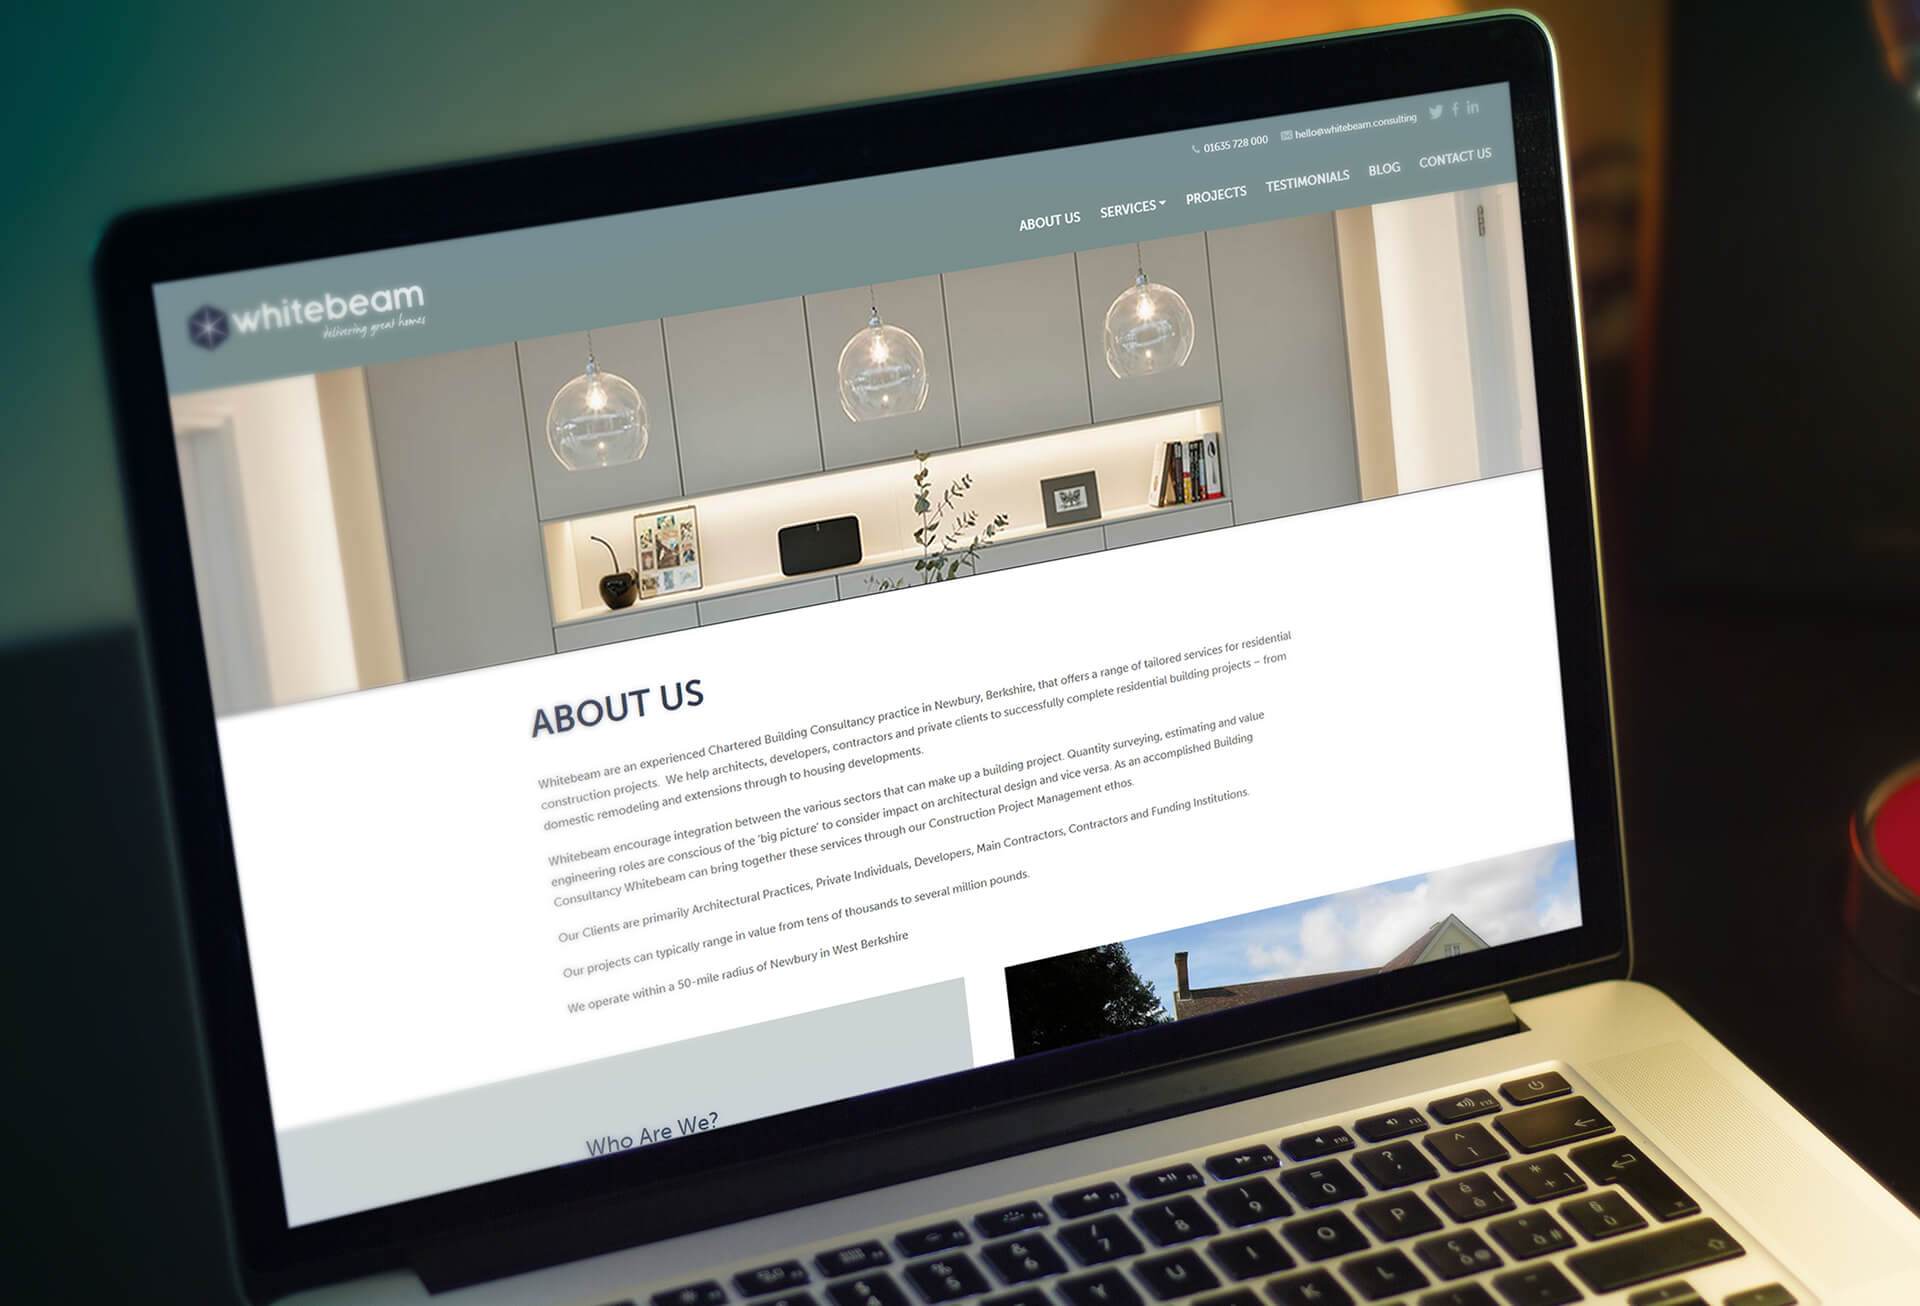 01635 728 000 hello@whitebeam.consulting
ABOUT US SERVICES PROJECTS TESTIMONIALS BLOG CONTACT US
whitebeam
delivering great homes
ABOUT US
Whitebeam are an experienced Chartered Building Consultancy practice in Newbury, Berkshire, that offers a range of tailored services for residential
construction projects. We help architects, developers, contractors and private clients to successfully complete residential building projects – from
domestic remodeling and extensions through to housing developments.
Whitebeam encourage integration between the various sectors that can make up a building project. Quantity surveying, estimating and value
engineering roles are conscious of the 'big picture' to consider impact on architectural design and vice versa. As an accomplished Building
Consultancy Whitebeam can bring together these services through our Construction Project Management ethos.
Our Clients are primarily Architectural Practices, Private Individuals, Developers, Main Contractors, Contractors and Funding Institutions.
Our projects can typically range in value from tens of thousands to several million pounds.
We operate within a 50-mile radius of Newbury in West Berkshire
Who Are We?